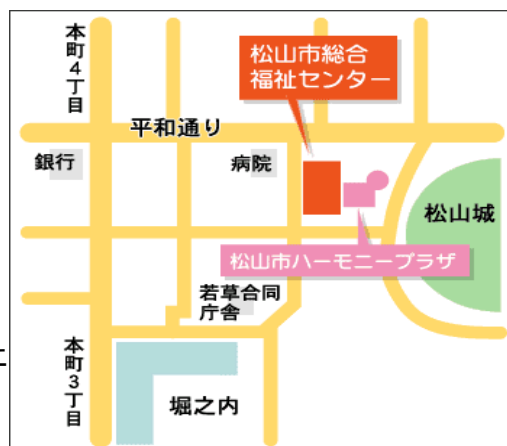 本町4丁目
松山市総合
福祉センター
平和通り
銀行
病院
松山城
松山市ハーモニープラザ
若草合同
庁舎
本町3丁目
堀之内